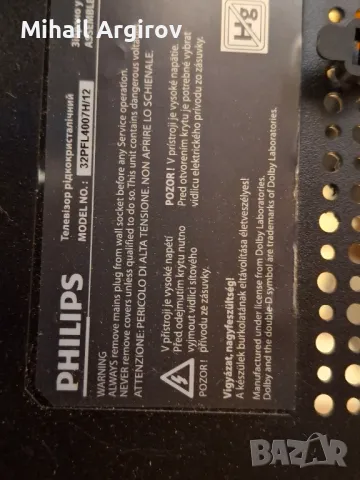 Mihail Argirov
Телевізор рідкокристалічний
MODEL NO.: 32PFL4007H/12
PHILIPS
WARNING
ALWAYS remove mains plug from wall socket before any Service operation.
NEVER remove covers unless qualified to do so. This unit contains dangerous voltages.
ATTENZIONE: PERICOLO DI ALTA TENSIONE. NON APRIRE LO SCHIENALE.
POZOR! V přístroji je vysoké napětí
Před odejmutím krytu nutno
vyjmout vidlici síťového
přívodu ze zásuvky.
POZOR! V prístroji je vysoké napätie.
Pred otvorením krytu je potrebné vybrať
vidlicu elektrického prívodu zo zásuvky.
Vigyázat, nagyfeszültség!
A készülek burkolatának eltávolítása életveszélyes!
Manufactured under license from Dolby Laboratories.
Dolby and the double-D symbol are trademarks of Dolby Laboratories.
Hg
BAZAR